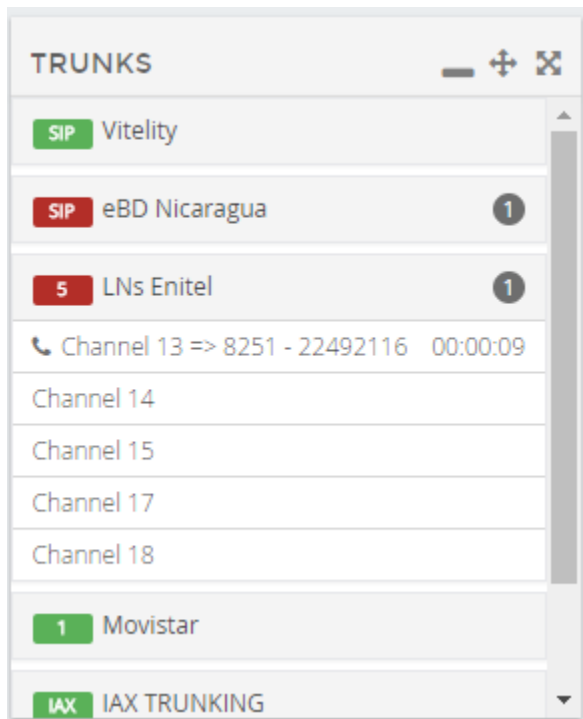 TRUNKS
SIP Vitelity
SIP eBD Nicaragua 1
5 LNs Enitel 1
Channel 13 => 8251 - 22492116 00:00:09
Channel 14
Channel 15
Channel 17
Channel 18
1 Movistar
IAX IAX TRUNKING